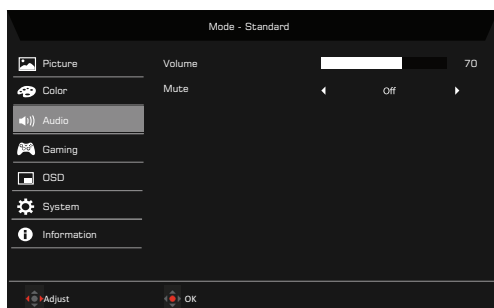 Mode - Standard
Picture
Volume 70
Color
Mute Off
Audio
Gaming
OSD
System
Information
Adjust OK